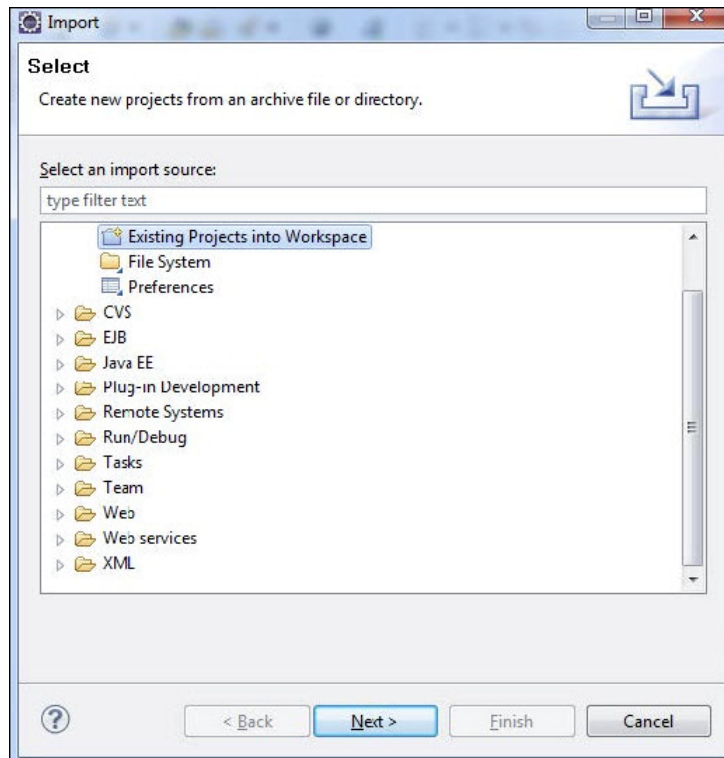 Import
Select
Create new projects from an archive file or directory.
Select an import source:
type filter text
Existing Projects into Workspace
File System
Preferences
CVS
EJB
Java EE
Plug-in Development
Remote Systems
Run/Debug
Tasks
Team
Web
Web services
XML
? < Back Next > Finish Cancel